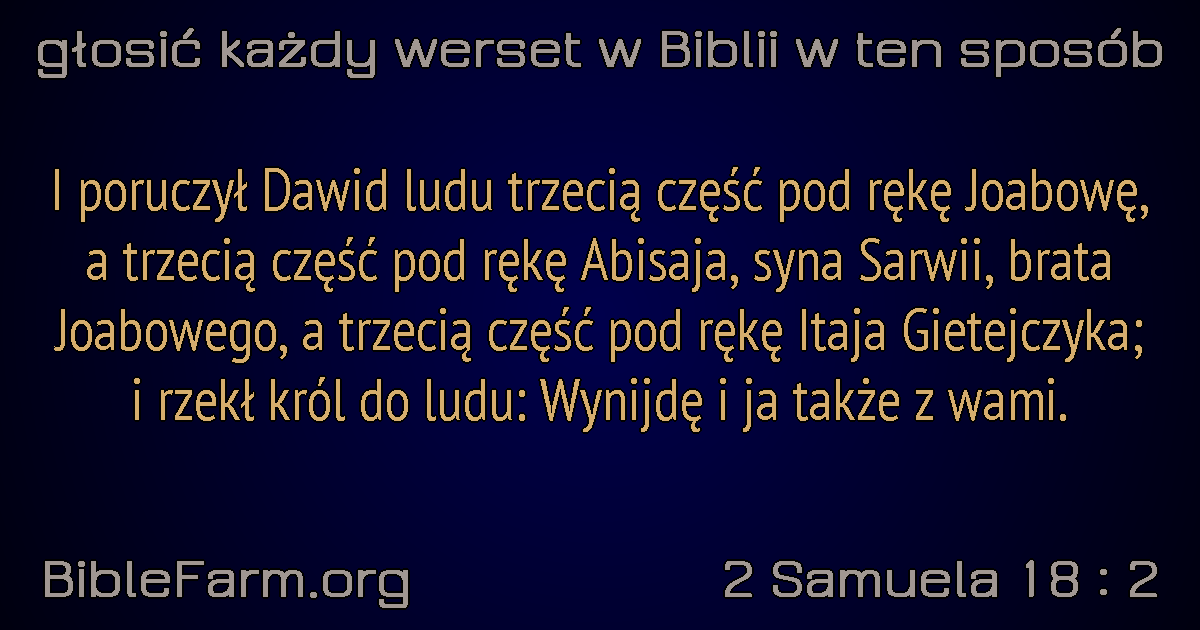 głosić każdy werset w Biblii w ten sposób
I poruczył Dawid ludu trzecią część pod rękę Joabowę,
a trzecią część pod rękę Abisaja, syna Sarwii, brata
Joabowego, a trzecią część pod rękę Itaja Gietejczyka;
i rzekł król do ludu: Wynijdę i ja także z wami.
BibleFarm.org
2 Samuela 18 : 2